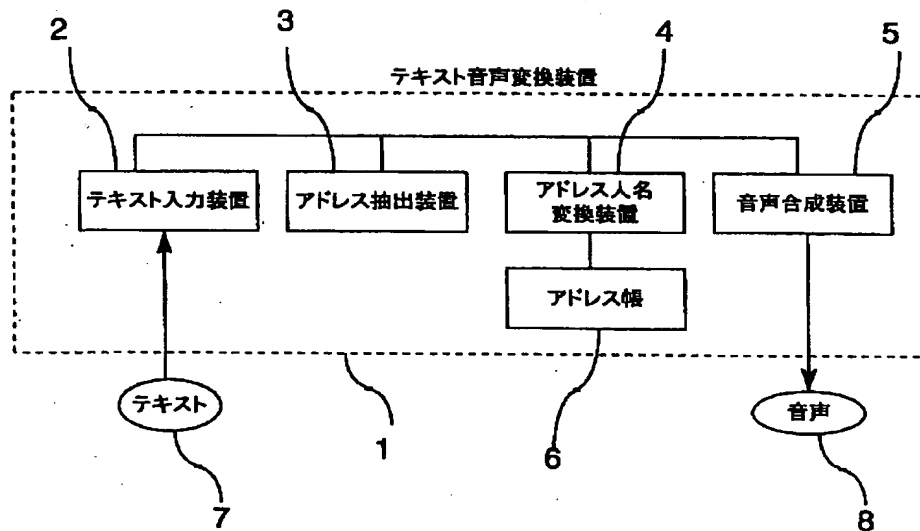 2
3
4
5
テキスト音声変換装置
テキスト入力装置
アドレス抽出装置
アドレス人名
変換装置
音声合成装置
アドレス帳
テキスト
音声
1
6
7
8